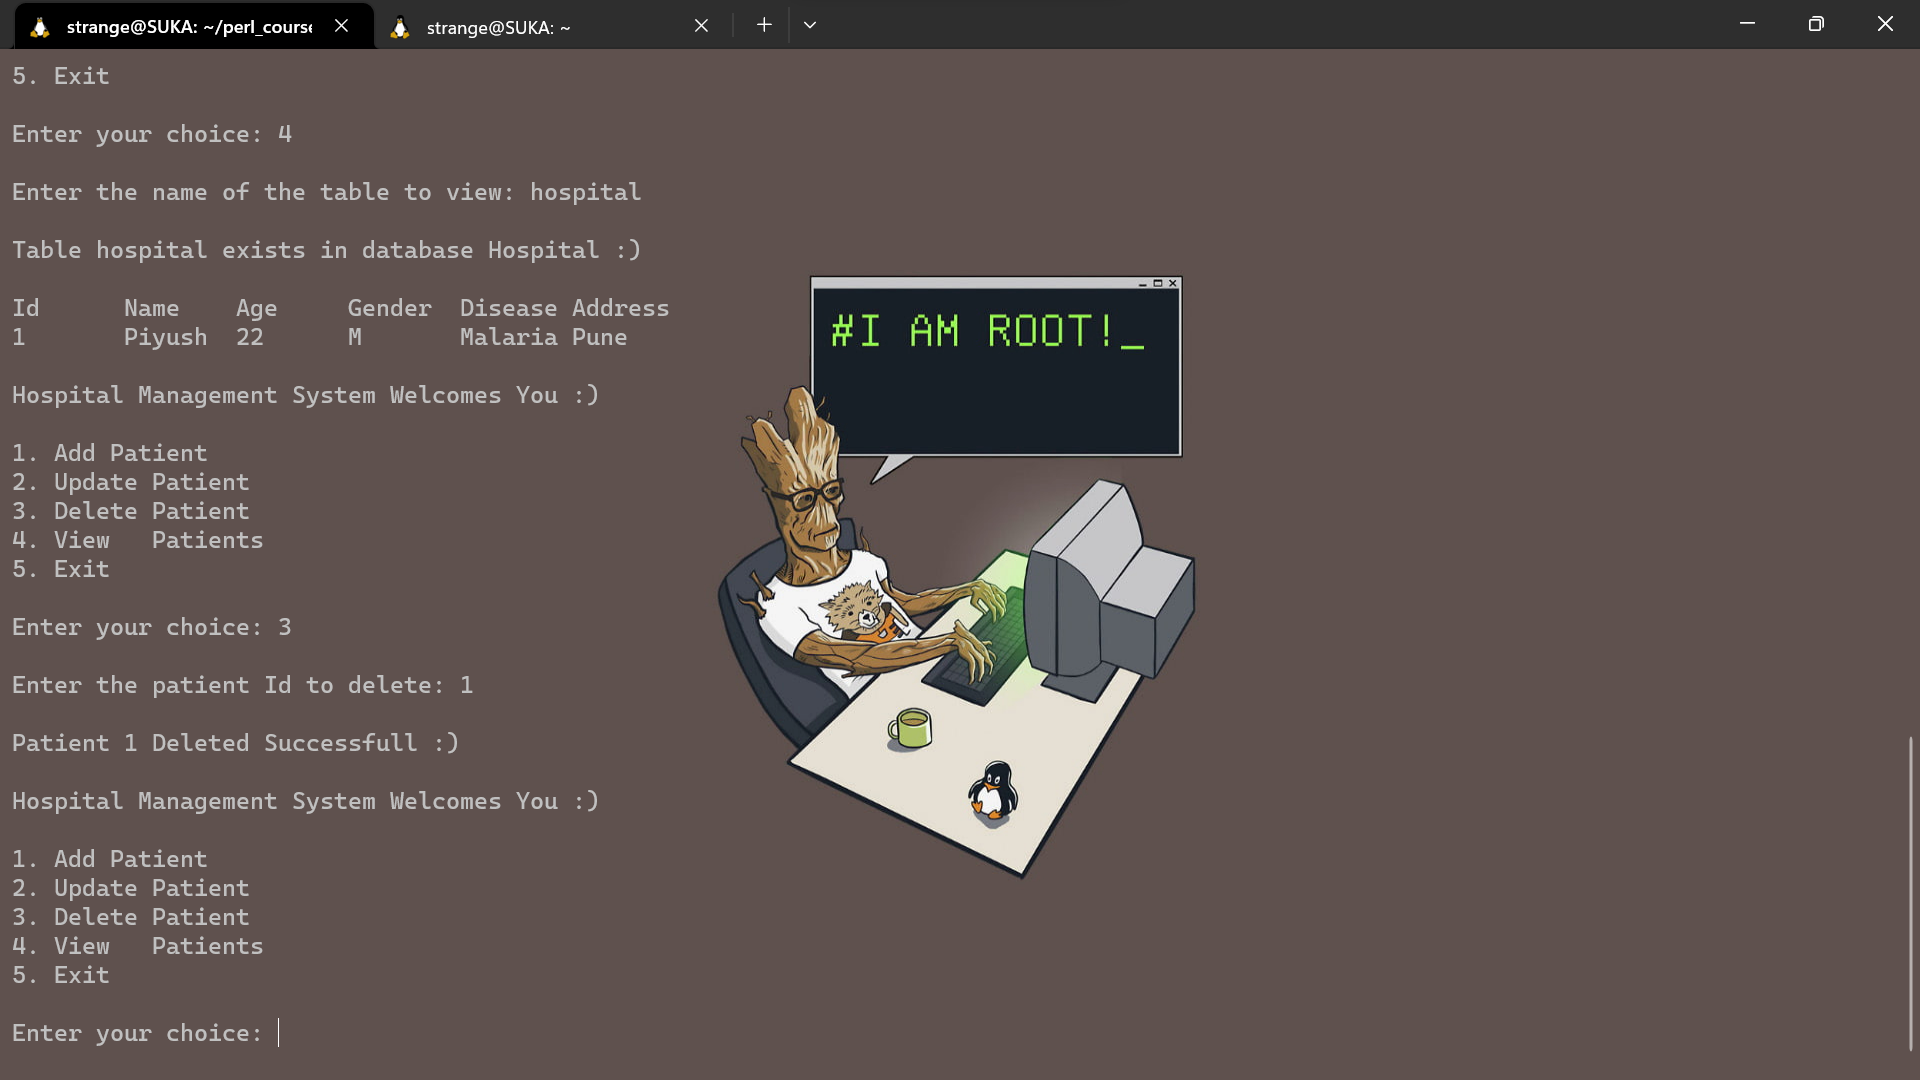 strange@SUKA: ~/perl_course
strange@SUKA: ~
5. Exit
Enter your choice: 4
Enter the name of the table to view: hospital
Table hospital exists in database Hospital :)
Id Name Age Gender Disease Address
1 Piyush 22 M Malaria Pune
Hospital Management System Welcomes You :)
1. Add Patient
2. Update Patient
3. Delete Patient
4. View   Patients
5. Exit
Enter your choice: 3
Enter the patient Id to delete: 1
Patient 1 Deleted Successfull :)
Hospital Management System Welcomes You :)
1. Add Patient
2. Update Patient
3. Delete Patient
4. View   Patients
5. Exit
Enter your choice:
#I AM ROOT!_